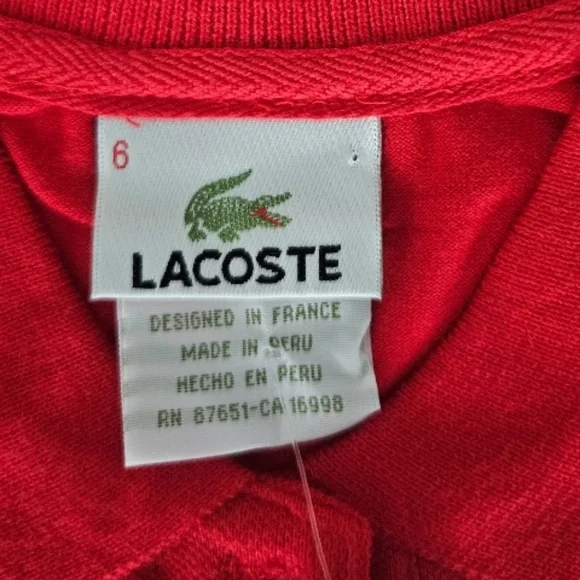 6
LACOSTE
DESIGNED IN FRANCE
MADE IN PERU
HECHO EN PERU
RN 87651-CA 16998